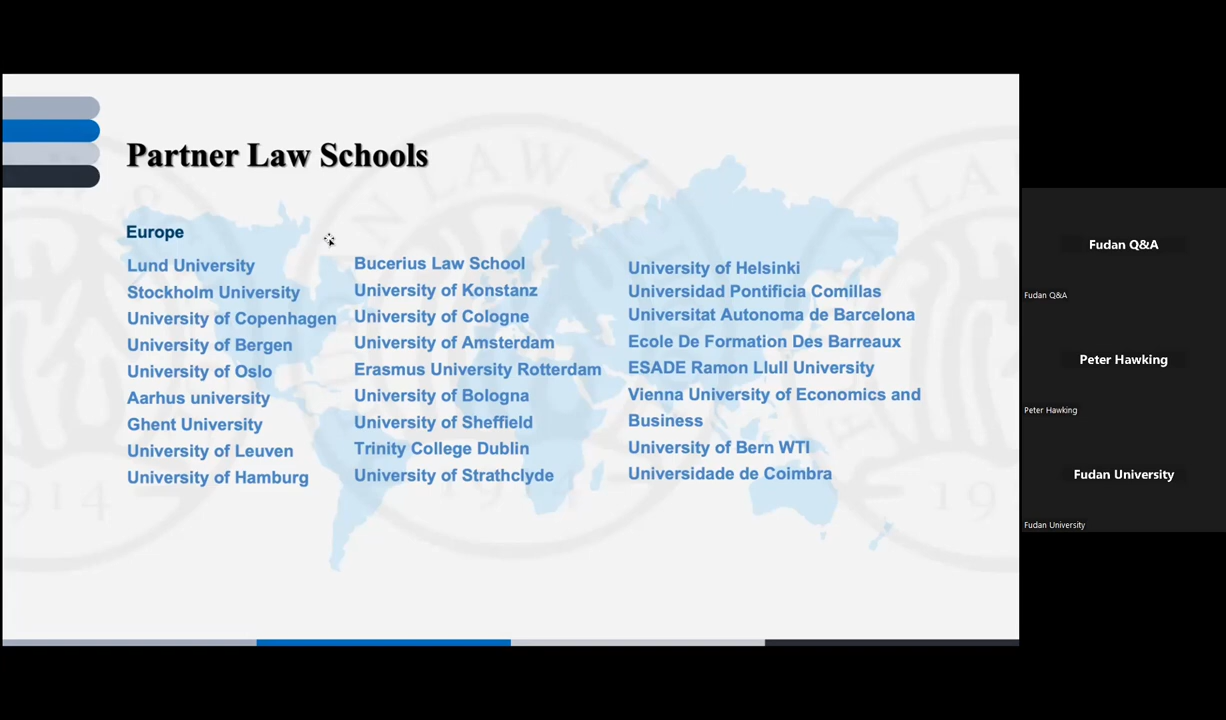 Partner Law Schools
Europe
Lund University
Stockholm University
University of Copenhagen
University of Bergen
University of Oslo
Aarhus university
Ghent University
University of Leuven
University of Hamburg
Bucerius Law School
University of Konstanz
University of Cologne
University of Amsterdam
Erasmus University Rotterdam
University of Bologna
University of Sheffield
Trinity College Dublin
University of Strathclyde
University of Helsinki
Universidad Pontificia Comillas
Universitat Autonoma de Barcelona
Ecole De Formation Des Barreaux
ESADE Ramon Llull University
Vienna University of Economics and
Business
University of Bern WTI
Universidade de Coimbra
Fudan Q&A
Fudan Q&A
Peter Hawking
Peter Hawking
Fudan University
Fudan University